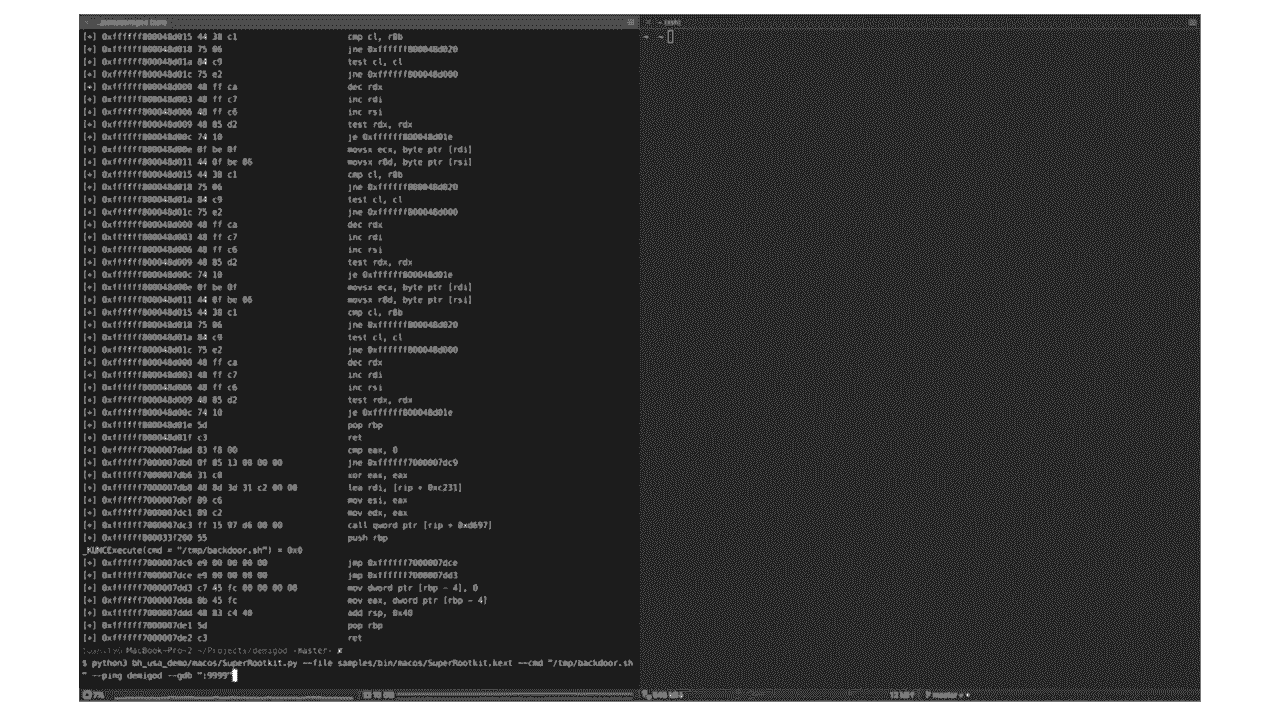 [+] 0xffffff800048d015 44 38 c1 cmp cl, r8b
[+] 0xffffff800048d018 75 06 jne 0xffffff800048d020
[+] 0xffffff800048d01a 84 c9 test cl, cl
[+] 0xffffff800048d01c 75 e2 jne 0xffffff800048d000
[+] 0xffffff800048d000 48 ff ca dec rdx
[+] 0xffffff800048d003 48 ff c7 inc rdi
[+] 0xffffff800048d006 48 ff c6 inc rsi
[+] 0xffffff800048d009 48 85 d2 test rdx, rdx
[+] 0xffffff800048d00c 74 10 je 0xffffff800048d01e
[+] 0xffffff800048d00e 0f be 0f movsx ecx, byte ptr [rdi]
[+] 0xffffff800048d011 44 0f be 06 movsx r8d, byte ptr [rsi]
[+] 0xffffff800048d015 44 38 c1 cmp cl, r8b
[+] 0xffffff800048d018 75 06 jne 0xffffff800048d020
[+] 0xffffff800048d01a 84 c9 test cl, cl
[+] 0xffffff800048d01c 75 e2 jne 0xffffff800048d000
[+] 0xffffff800048d000 48 ff ca dec rdx
[+] 0xffffff800048d003 48 ff c7 inc rdi
[+] 0xffffff800048d006 48 ff c6 inc rsi
[+] 0xffffff800048d009 48 85 d2 test rdx, rdx
[+] 0xffffff800048d00c 74 10 je 0xffffff800048d01e
[+] 0xffffff800048d00e 0f be 0f movsx ecx, byte ptr [rdi]
[+] 0xffffff800048d011 44 0f be 06 movsx r8d, byte ptr [rsi]
[+] 0xffffff800048d015 44 38 c1 cmp cl, r8b
[+] 0xffffff800048d018 75 06 jne 0xffffff800048d020
[+] 0xffffff800048d01a 84 c9 test cl, cl
[+] 0xffffff800048d01c 75 e2 jne 0xffffff800048d000
[+] 0xffffff800048d000 48 ff ca dec rdx
[+] 0xffffff800048d003 48 ff c7 inc rdi
[+] 0xffffff800048d006 48 ff c6 inc rsi
[+] 0xffffff800048d009 48 85 d2 test rdx, rdx
[+] 0xffffff800048d00c 74 10 je 0xffffff800048d01e
[+] 0xffffff800048d01e 5d pop rbp
[+] 0xffffff800048d01f c3 ret
[+] 0xffffff7000007dad 83 f8 00 cmp eax, 0
[+] 0xffffff7000007db0 0f 85 13 00 00 00 jne 0xffffff7000007dc9
[+] 0xffffff7000007db6 31 c0 xor eax, eax
[+] 0xffffff7000007db8 48 8d 3d 31 c2 00 00 lea rdi, [rip + 0xc231]
[+] 0xffffff7000007dbf 89 c6 mov esi, eax
[+] 0xffffff7000007dc1 89 c2 mov edx, eax
[+] 0xffffff7000007dc3 ff 15 97 d6 00 00 call qword ptr [rip + 0xd697]
[+] 0xffffff800033f200 55 push rbp
_KUNCExecute(cmd = "/tmp/backdoor.sh") = 0x0
[+] 0xffffff7000007dc9 e9 00 00 00 00 jmp 0xffffff7000007dce
[+] 0xffffff7000007dce e9 00 00 00 00 jmp 0xffffff7000007dd3
[+] 0xffffff7000007dd3 c7 45 fc 00 00 00 00 mov dword ptr [rbp - 4], 0
[+] 0xffffff7000007dda 8b 45 fc mov eax, dword ptr [rbp - 4]
[+] 0xffffff7000007ddd 48 83 c4 40 add rsp, 0x40
[+] 0xffffff7000007de1 5d pop rbp
[+] 0xffffff7000007de2 c3 ret
MacBook-Pro-2 ~/Projects/demigod -master- ✗
$ python3 bh_usa_demo/macos/SuperRootkit.py --file samples/bin/macos/SuperRootkit.kext --cmd "/tmp/backdoor.sh
" --ping demigod --gdb ":9999"
→ ~